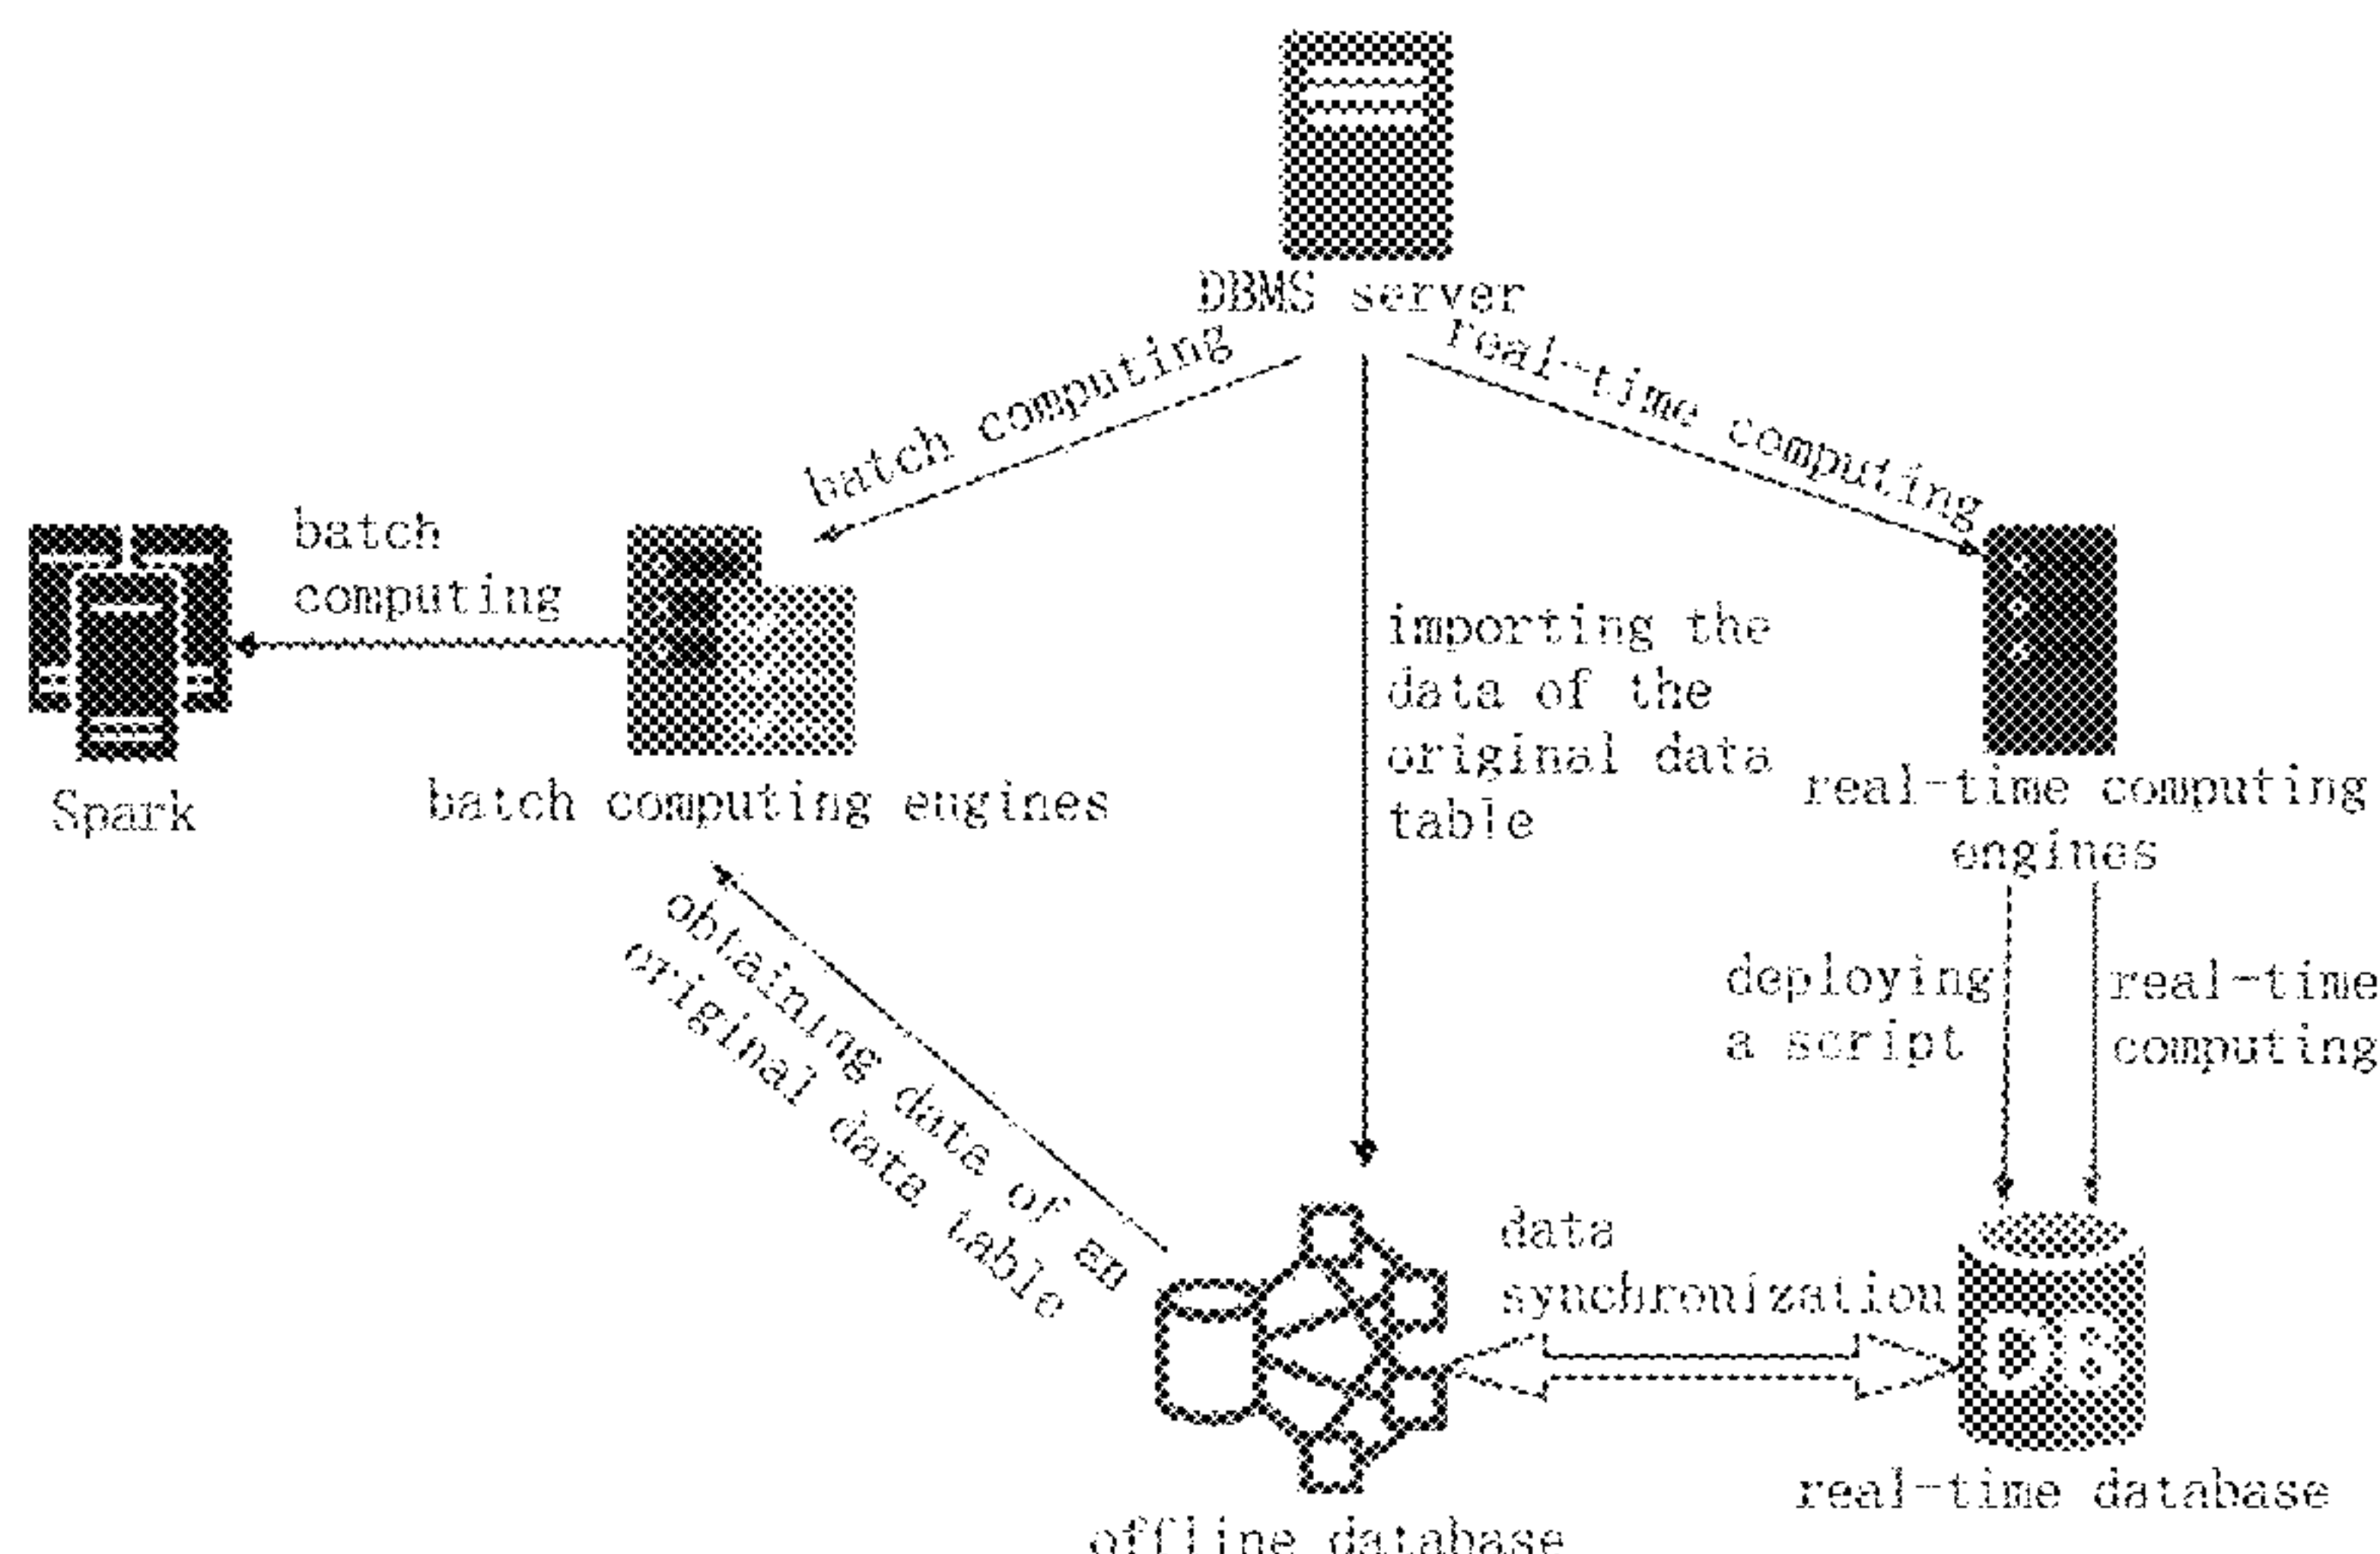 DBMS server
batch computing
real-time computing
batch
computing
importing the
data of the
original data
table
Spark
batch computing engines
real-time computing
engines
obtaining data of an
original data table
deploying
a script
real-time
computing
data
synchronization
DB
real-time database
offline database